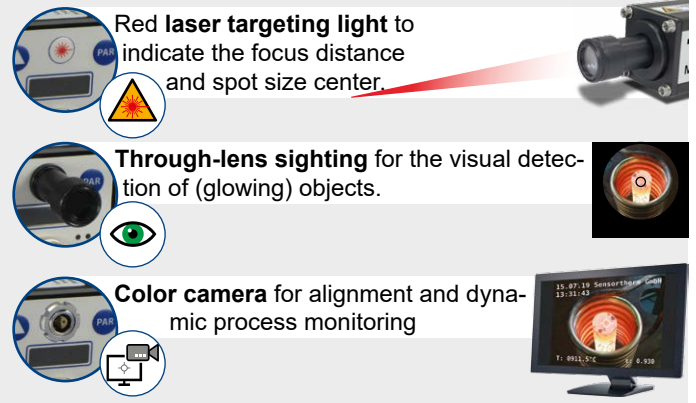 Red laser targeting light to
indicate the focus distance
and spot size center.
PAR
M
Through-lens sighting for the visual detec-
tion of (glowing) objects.
PAR
Color camera for alignment and dyna-
mic process monitoring
PAR
15.07.19 Sensortherm GmbH
13:31:43
T: 0911.5°C ε: 0.930